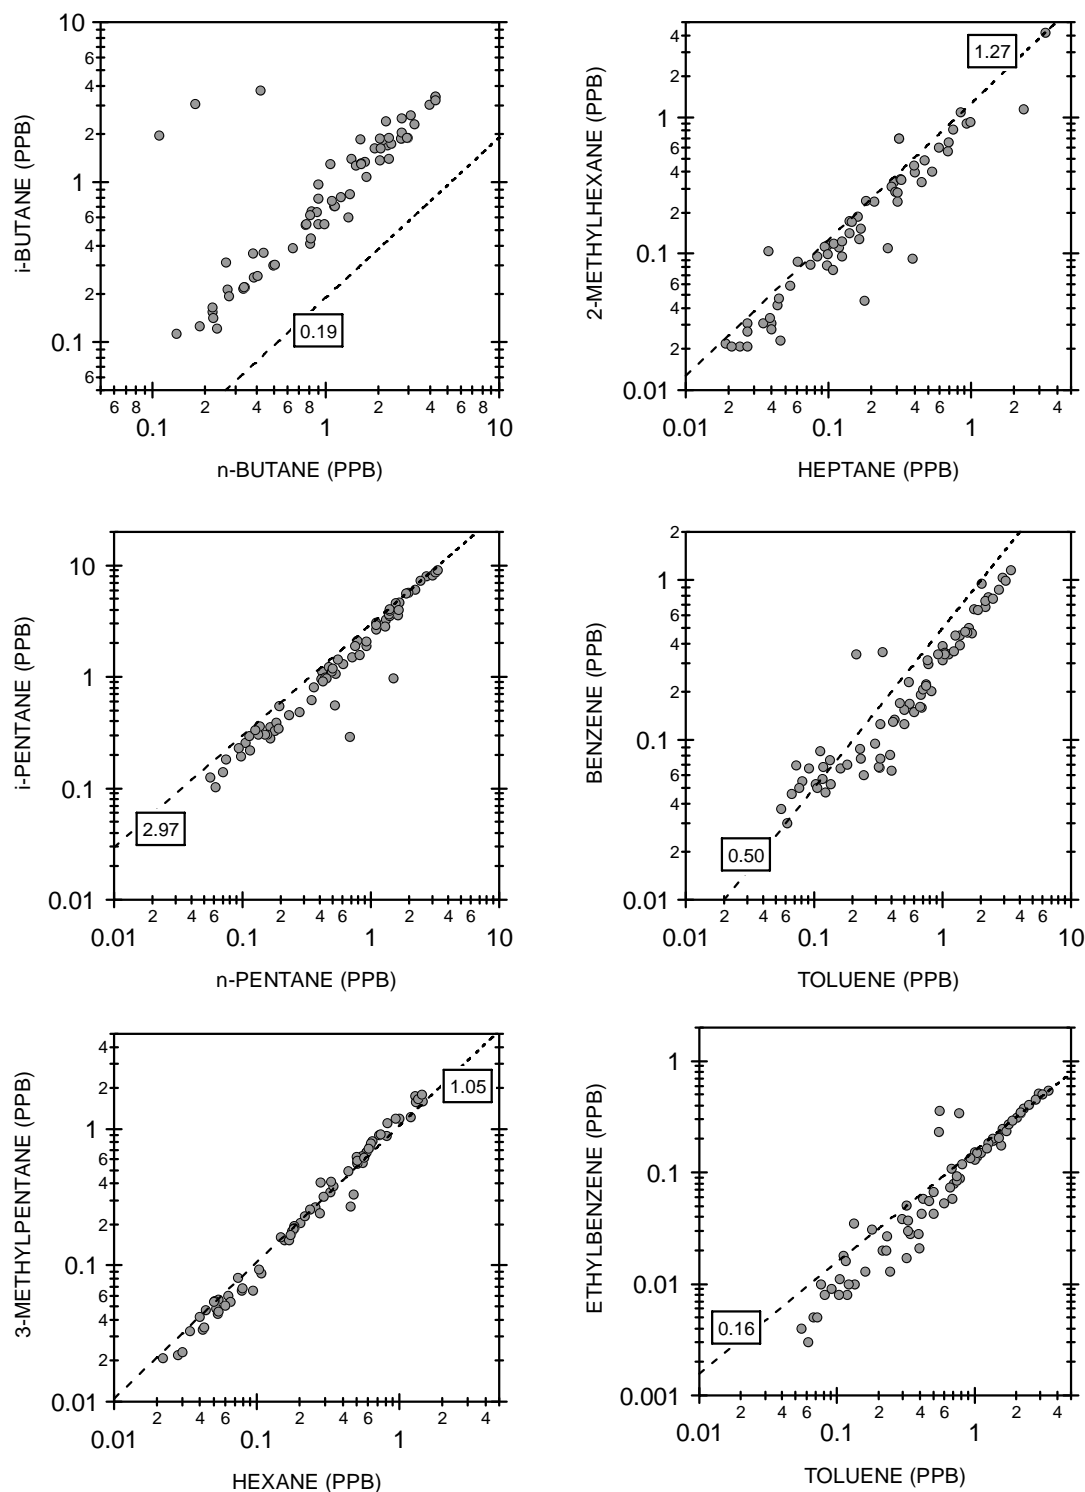 10
6
4
2
1
6
4
2
0.1
6
i-BUTANE (PPB)
0.19
6 8 2 4 6 8 2 4 6 8
0.1 1 10
n-BUTANE (PPB)
4
2
1
6
4
2
0.1
6
4
2
0.01
2-METHYLHEXANE (PPB)
1.27
2 4 6 2 4 6 2 4
0.01 0.1 1
HEPTANE (PPB)
10
1
0.1
0.01
i-PENTANE (PPB)
2.97
2 4 6 2 4 6 2 4 6
0.01 0.1 1 10
n-PENTANE (PPB)
2
1
6
4
2
0.1
6
4
2
0.01
BENZENE (PPB)
0.50
2 4 6 2 4 6 2 4 6
0.01 0.1 1 10
TOLUENE (PPB)
4
2
1
6
4
2
0.1
6
4
2
0.01
3-METYLPENTANE (PPB)
1.05
2 4 6 2 4 6 2 4
0.01 0.1 1
HEXANE (PPB)
1
0.1
0.01
0.001
ETHYLBENZENE (PPB)
0.16
2 4 6 2 4 6 2 4
0.01 0.1 1
TOLUENE (PPB)